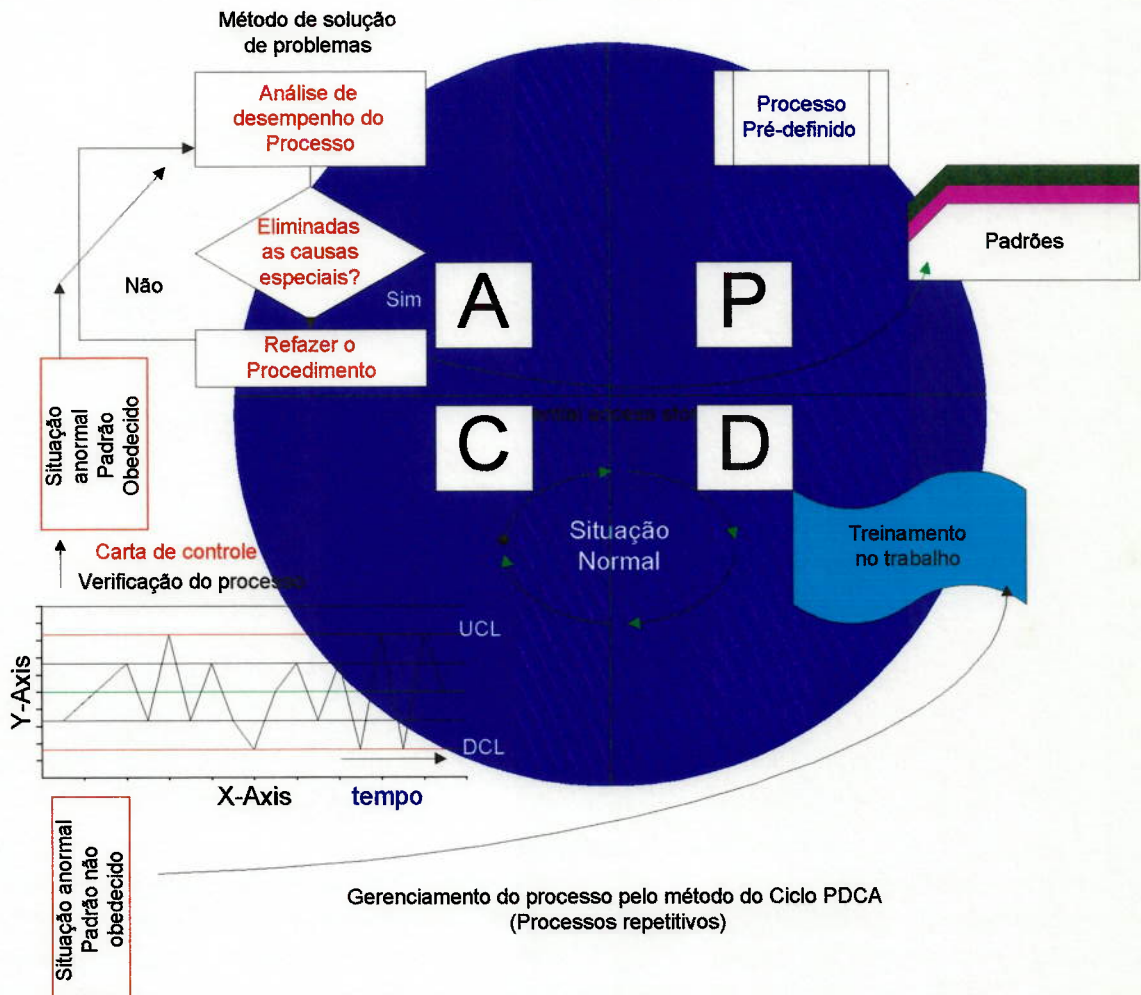 Método de solução
de problemas
Análise de
desempenho do
Processo
Processo
Pré-definido
Eliminadas
as causas
especiais?
Padrões
Não
Sim
A
P
Refazer o
Procedimento
Situação
anormal
Padrão
Obedecido
C
D
Situação
Normal
Treinamento
no trabalho
Carta de controle
Verificação do processo
UCL
Y-Axis
DCL
X-Axis
tempo
Situação anormal
Padrão não
obedecido
Gerenciamento do processo pelo método do Ciclo PDCA
(Processos repetitivos)